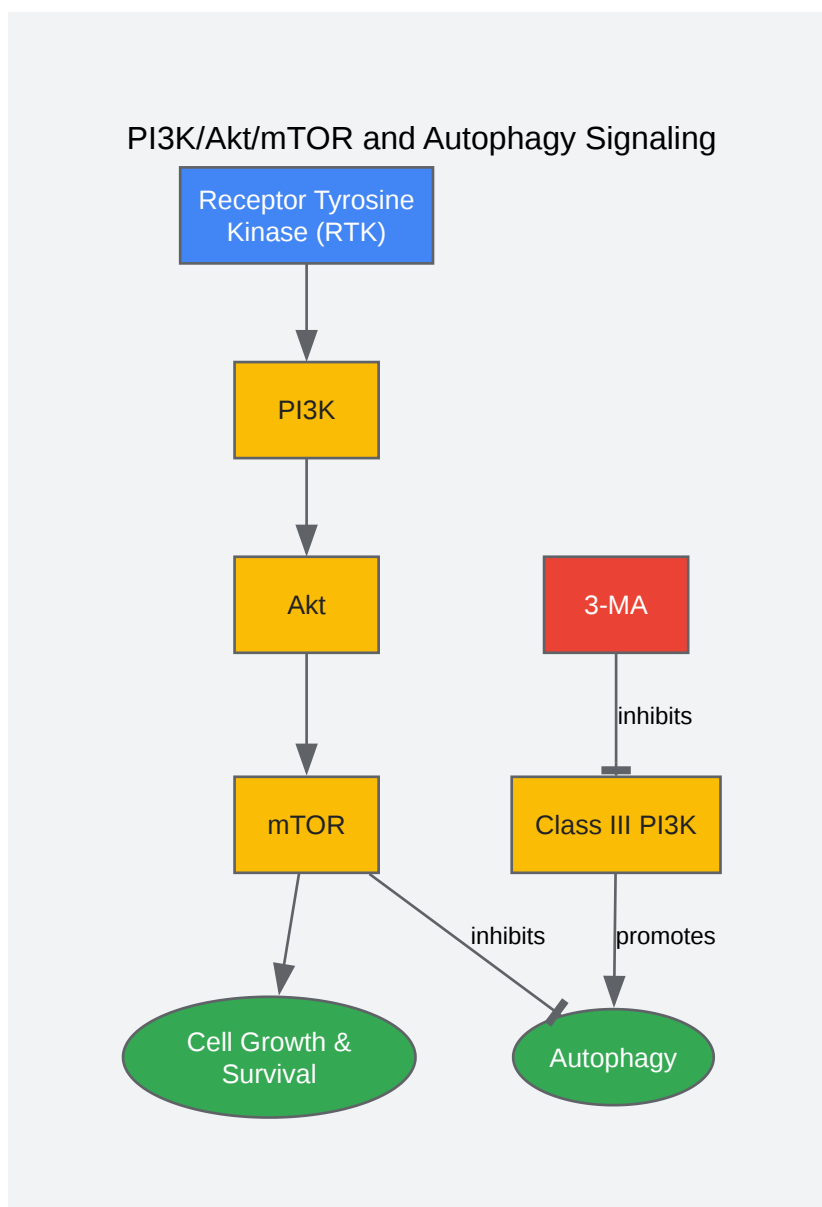 PI3K/Akt/mTOR and Autophagy Signaling
Receptor Tyrosine
Kinase (RTK)
PI3K
Akt
3-MA
inhibits
mTOR
Class III PI3K
inhibits
promotes
Cell Growth &
Survival
Autophagy